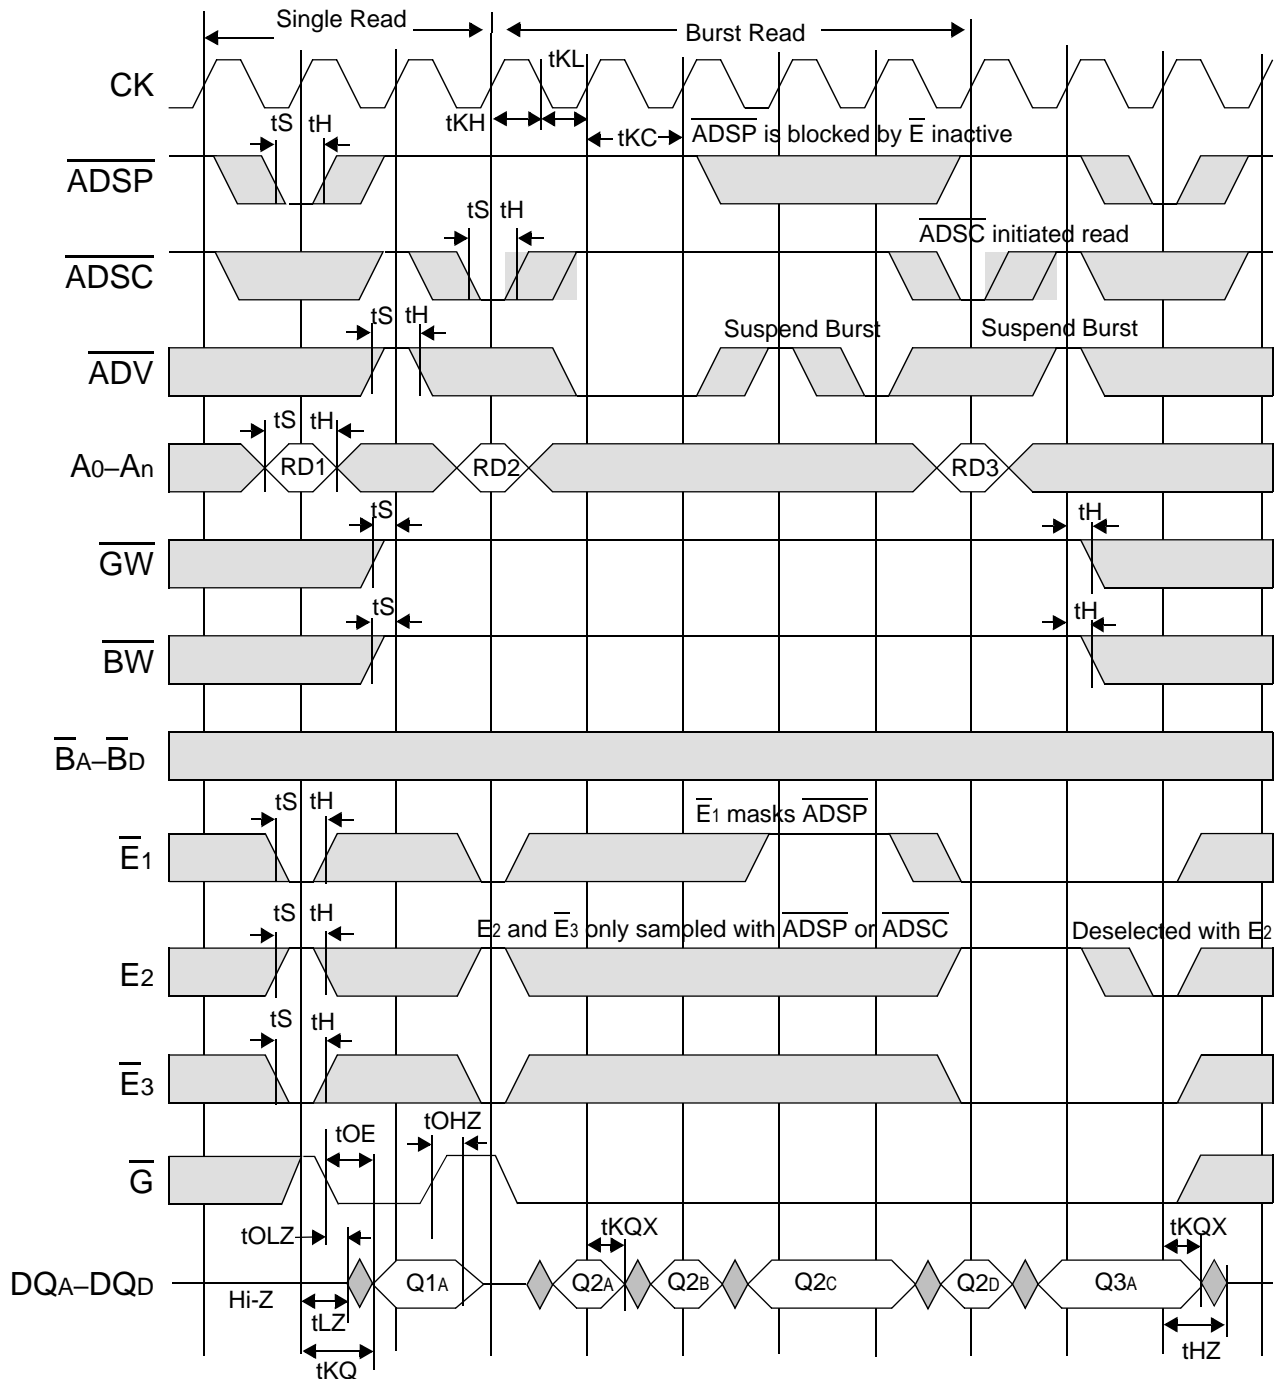 Single Read
Burst Read
CK
tKL
tS
tH
tKH
tKC
ADSP is blocked by E inactive
ADSP
tS
tH
ADSC initiated read
ADSC
tS
tH
Suspend Burst
Suspend Burst
ADV
tS
tH
A0–An
RD1
RD2
RD3
tS
tH
GW
tS
tH
BW
BA–BD
tS
tH
E1 masks ADSP
E1
tS
tH
E2 and E3 only sampled with ADSP or ADSC
Deselected with E2
E2
tS
tH
E3
tOE
tOHZ
G
tOLZ
tKQX
tKQX
DQA–DQD
Hi-Z
Q1A
Q2A
Q2B
Q2C
Q2D
Q3A
tLZ
tHZ
tKQ